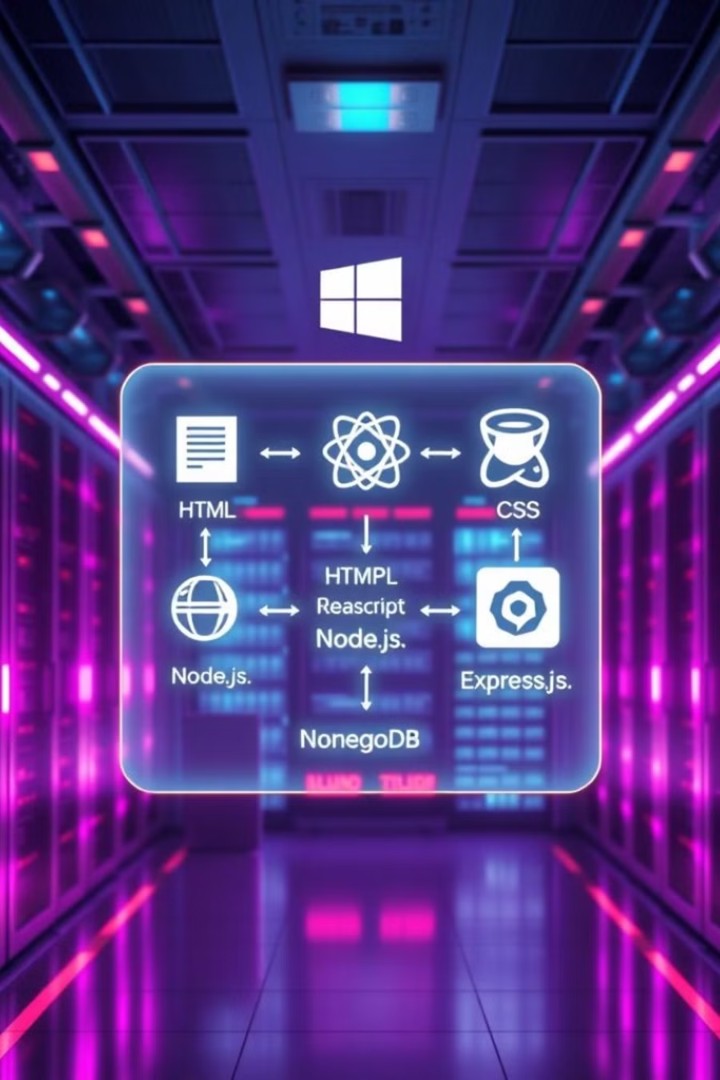 HTML
CSS
HTMPL
Reascript
Node.js.
Node.js.
Express.js.
NonegoDB